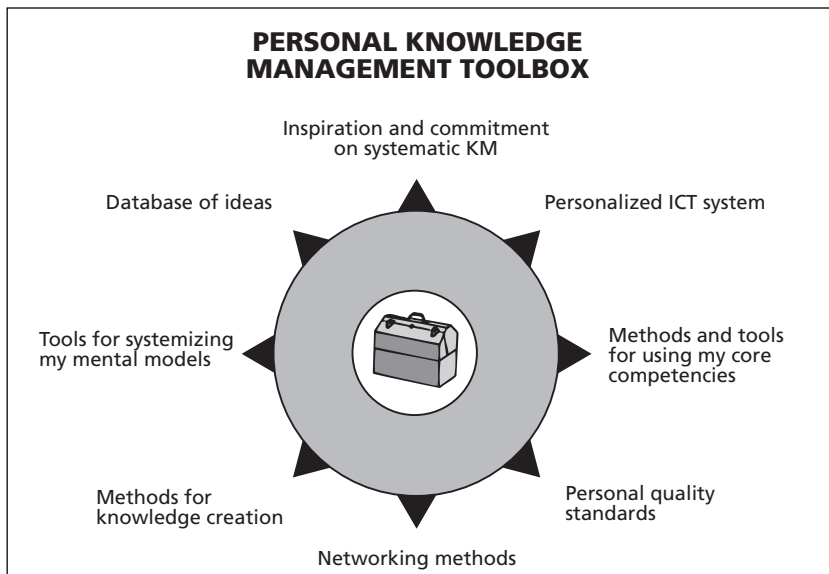 PERSONAL KNOWLEDGE
MANAGEMENT TOOLBOX
Inspiration and commitment
on systematic KM
Database of ideas
Personalized ICT system
Tools for systemizing
my mental models
Methods and tools
for using my core
competencies
Methods for
knowledge creation
Personal quality
standards
Networking methods